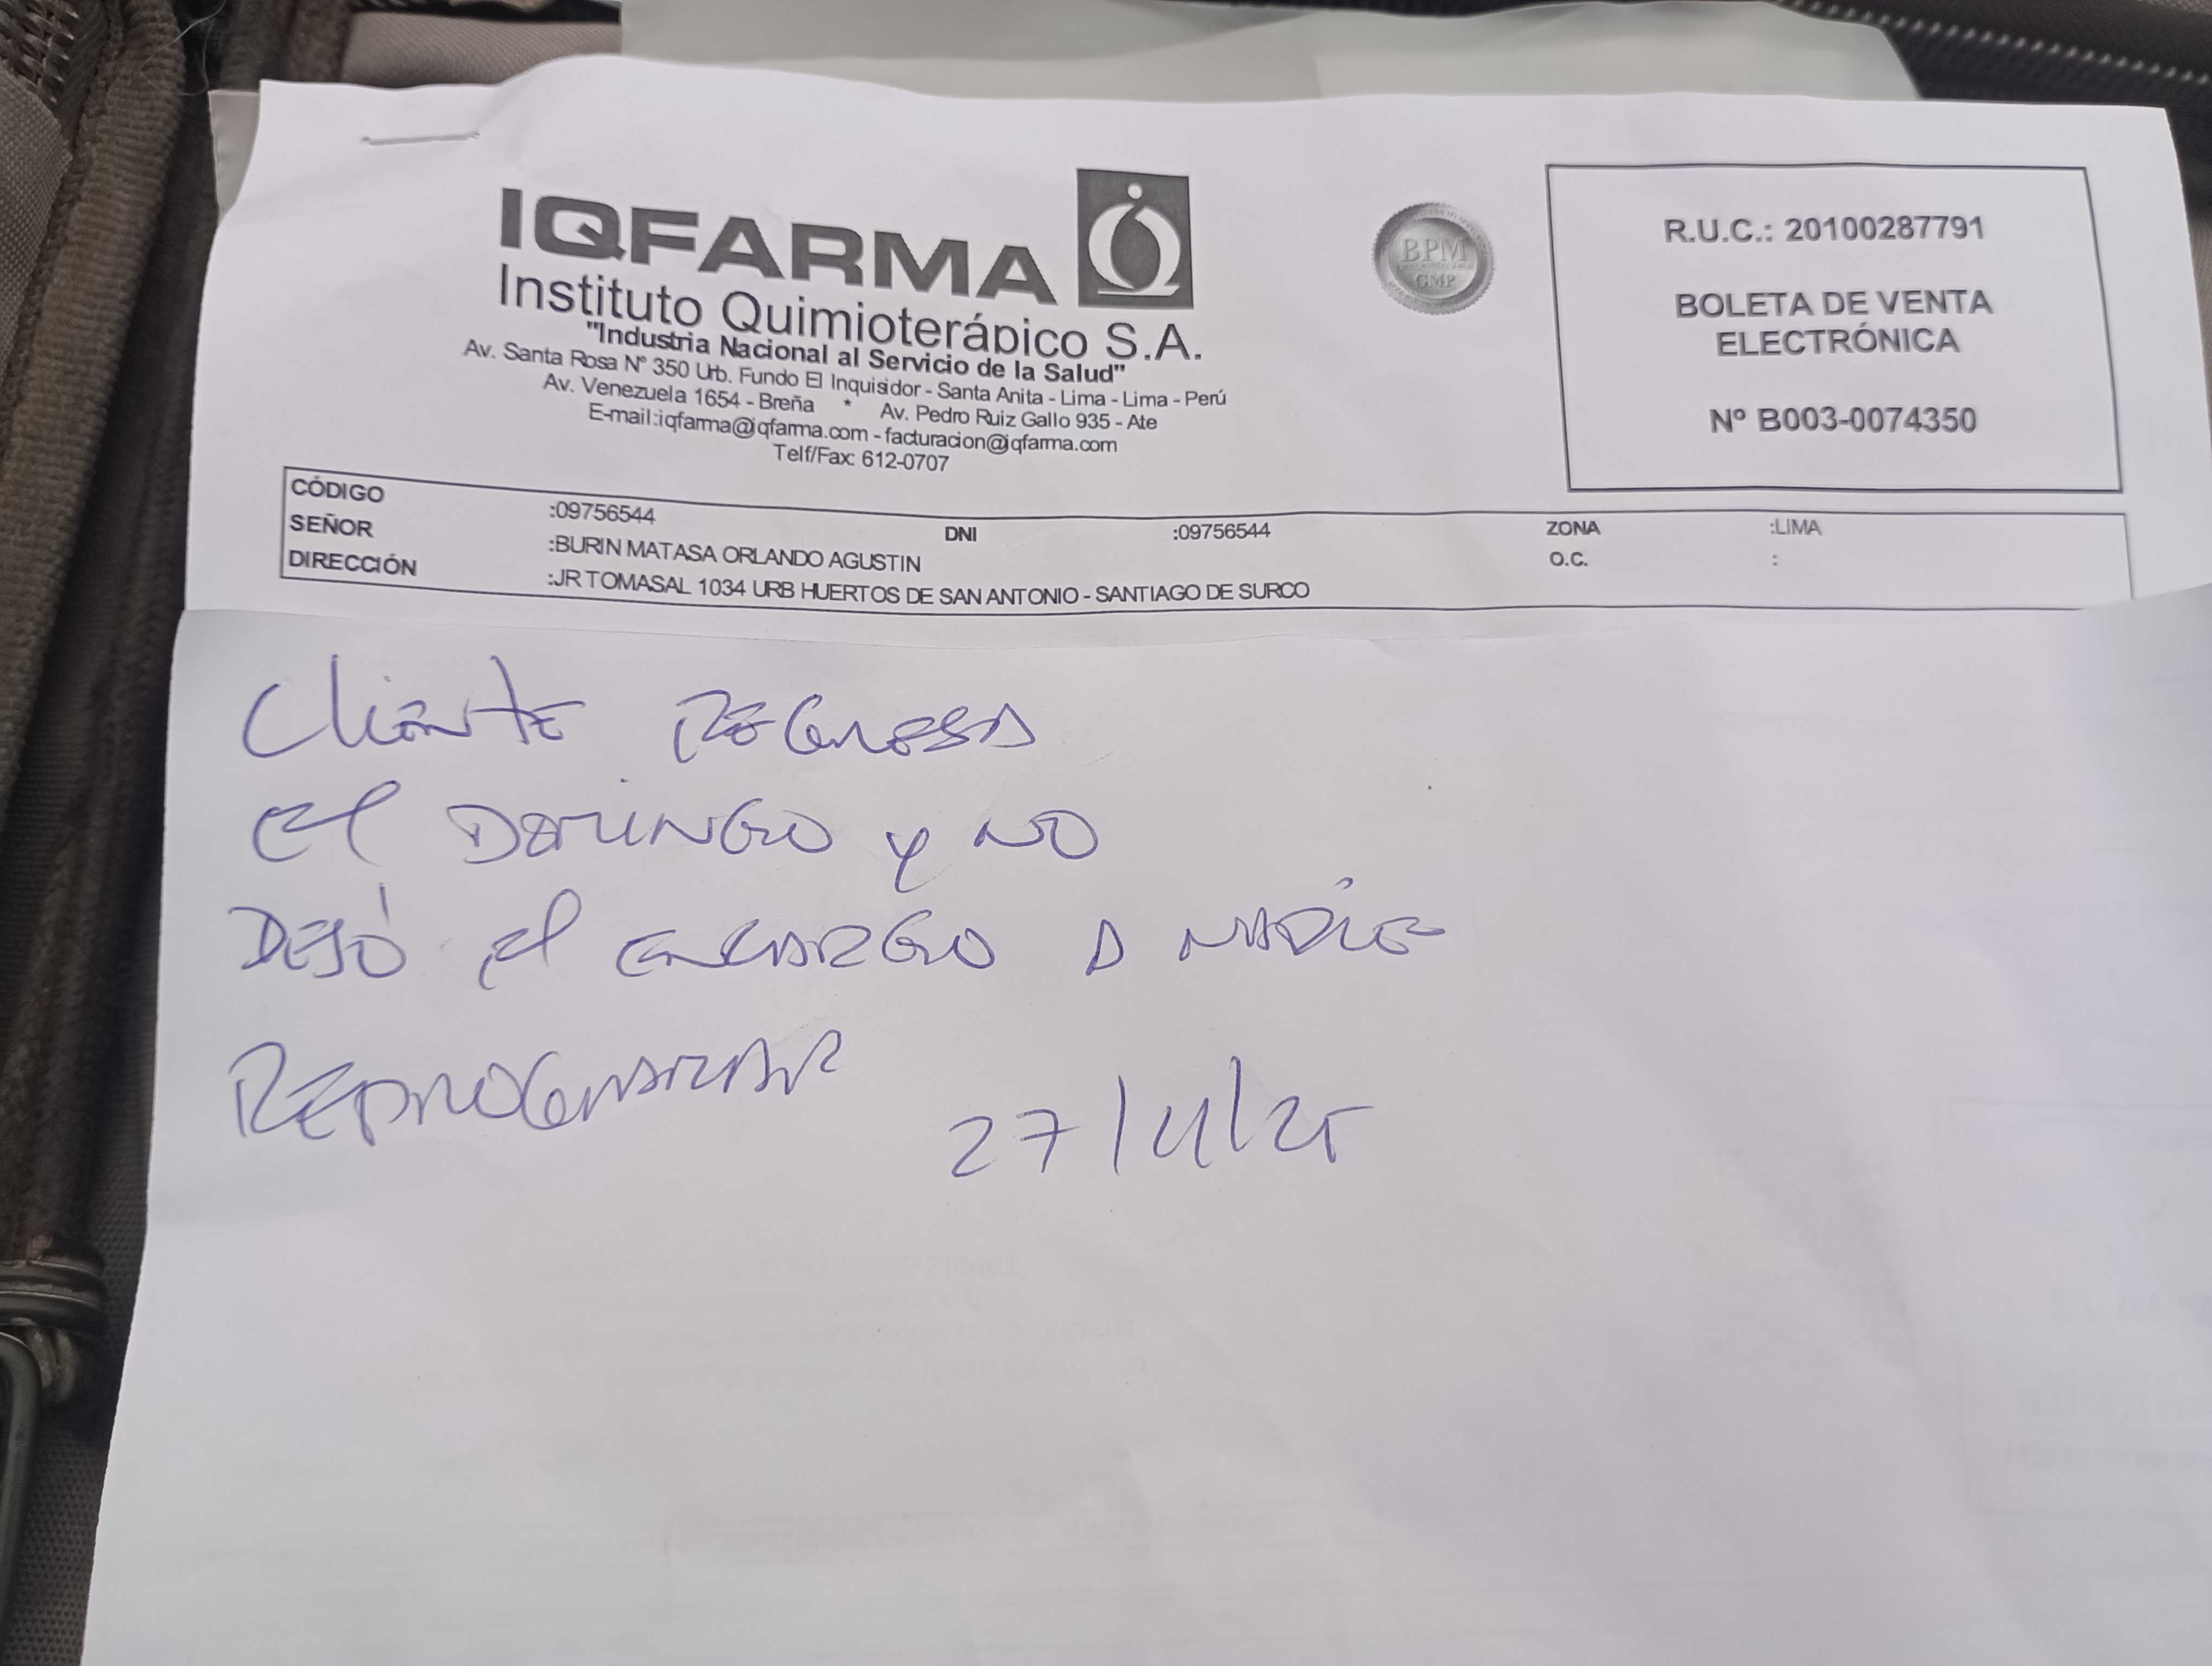 IQFARMA
Instituto Quimioterápico S.A.
"Industria Nacional al Servicio de la Salud"
Av. Santa Rosa N° 350 Urb. Fundo El Inquisidor - Santa Anita - Lima - Lima - Perú
Av. Venezuela 1654 - Breña * Av. Pedro Ruiz Gallo 935 - Ate
E-mail:iqfarma@iqfarma.com - facturacion@iqfarma.com
Telf/Fax: 612-0707
BPM
GMP
R.U.C.: 20100287791
BOLETA DE VENTA
ELECTRÓNICA
Nº B003-0074350
CÓDIGO :09756544 DNI :09756544 ZONA :LIMA
SEÑOR :BURIN MATASA ORLANDO AGUSTIN O.C. :
DIRECCIÓN :JR TOMASAL 1034 URB HUERTOS DE SAN ANTONIO - SANTIAGO DE SURCO
Cliente REGRESA
el DOMINGO y NO
DEJÓ el ENCARGO A NADIE
REPROGRAMAR 27/11/25